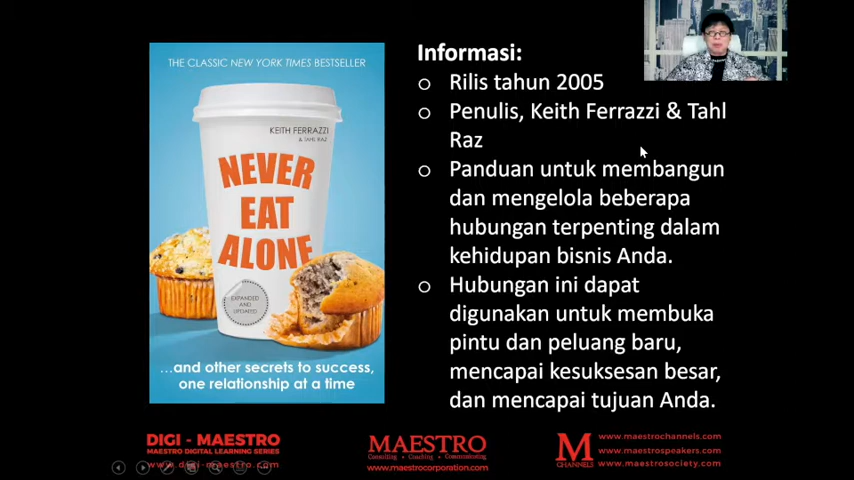 THE CLASSIC NEW YORK TIMES BESTSELLER
KEITH FERRAZZI
& TAHL RAZ
NEVER
EAT
ALONE
EXPANDED
AND
UPDATED
...and other secrets to success,
one relationship at a time
Informasi:
Rilis tahun 2005
Penulis, Keith Ferrazzi & Tahl
Raz
Panduan untuk membangun
dan mengelola beberapa
hubungan terpenting dalam
kehidupan bisnis Anda.
Hubungan ini dapat
digunakan untuk membuka
pintu dan peluang baru,
mencapai kesuksesan besar,
dan mencapai tujuan Anda.
DIGI - MAESTRO
MAESTRO DIGITAL LEARNING SERIES
www.digi-maestro.com
MAESTRO
Consulting • Coaching • Communicating
www.maestrocorporation.com
M
CHANNELS
www.maestrochannels.com
www.maestrospeakers.com
www.maestrosociety.com